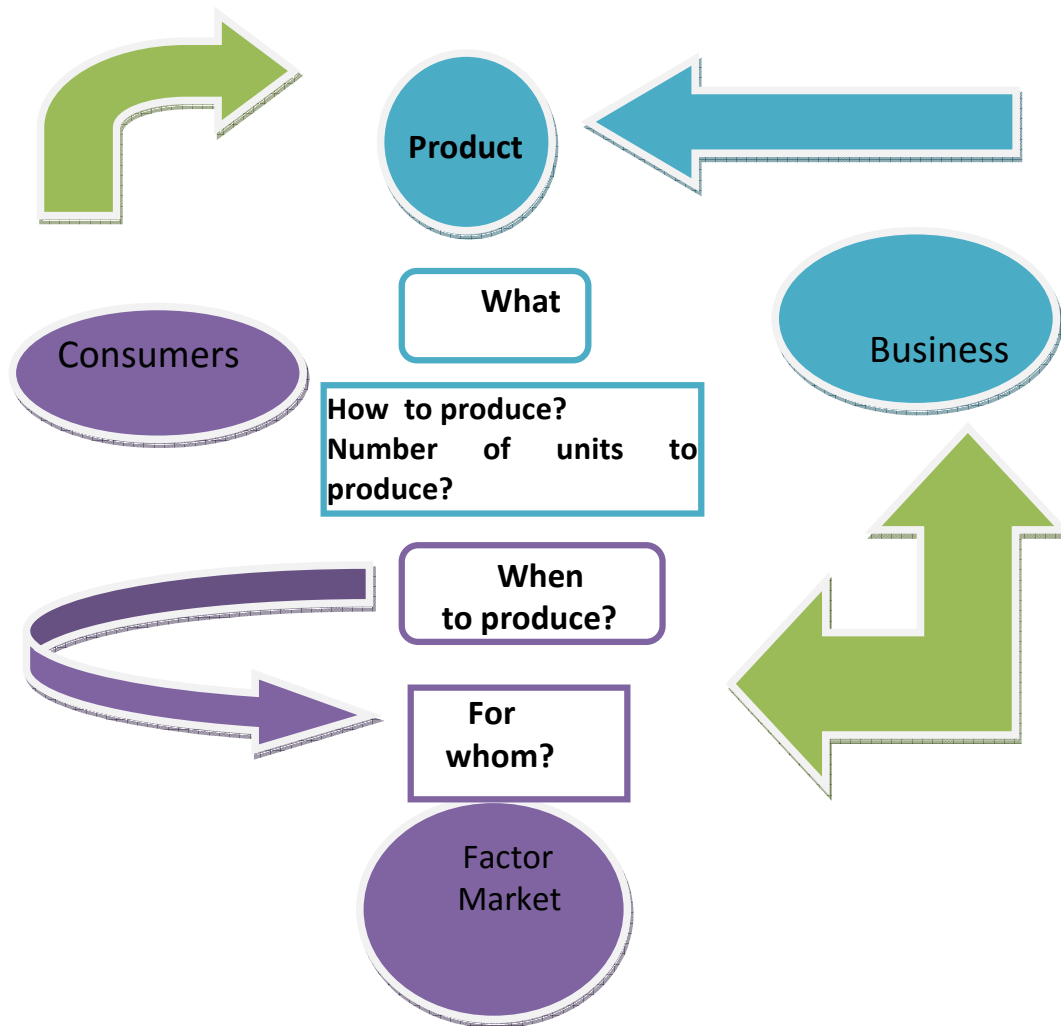 Product
What
Consumers
Business
How to produce?
Number of units to
produce?
When
to produce?
For
whom?
Factor
Market